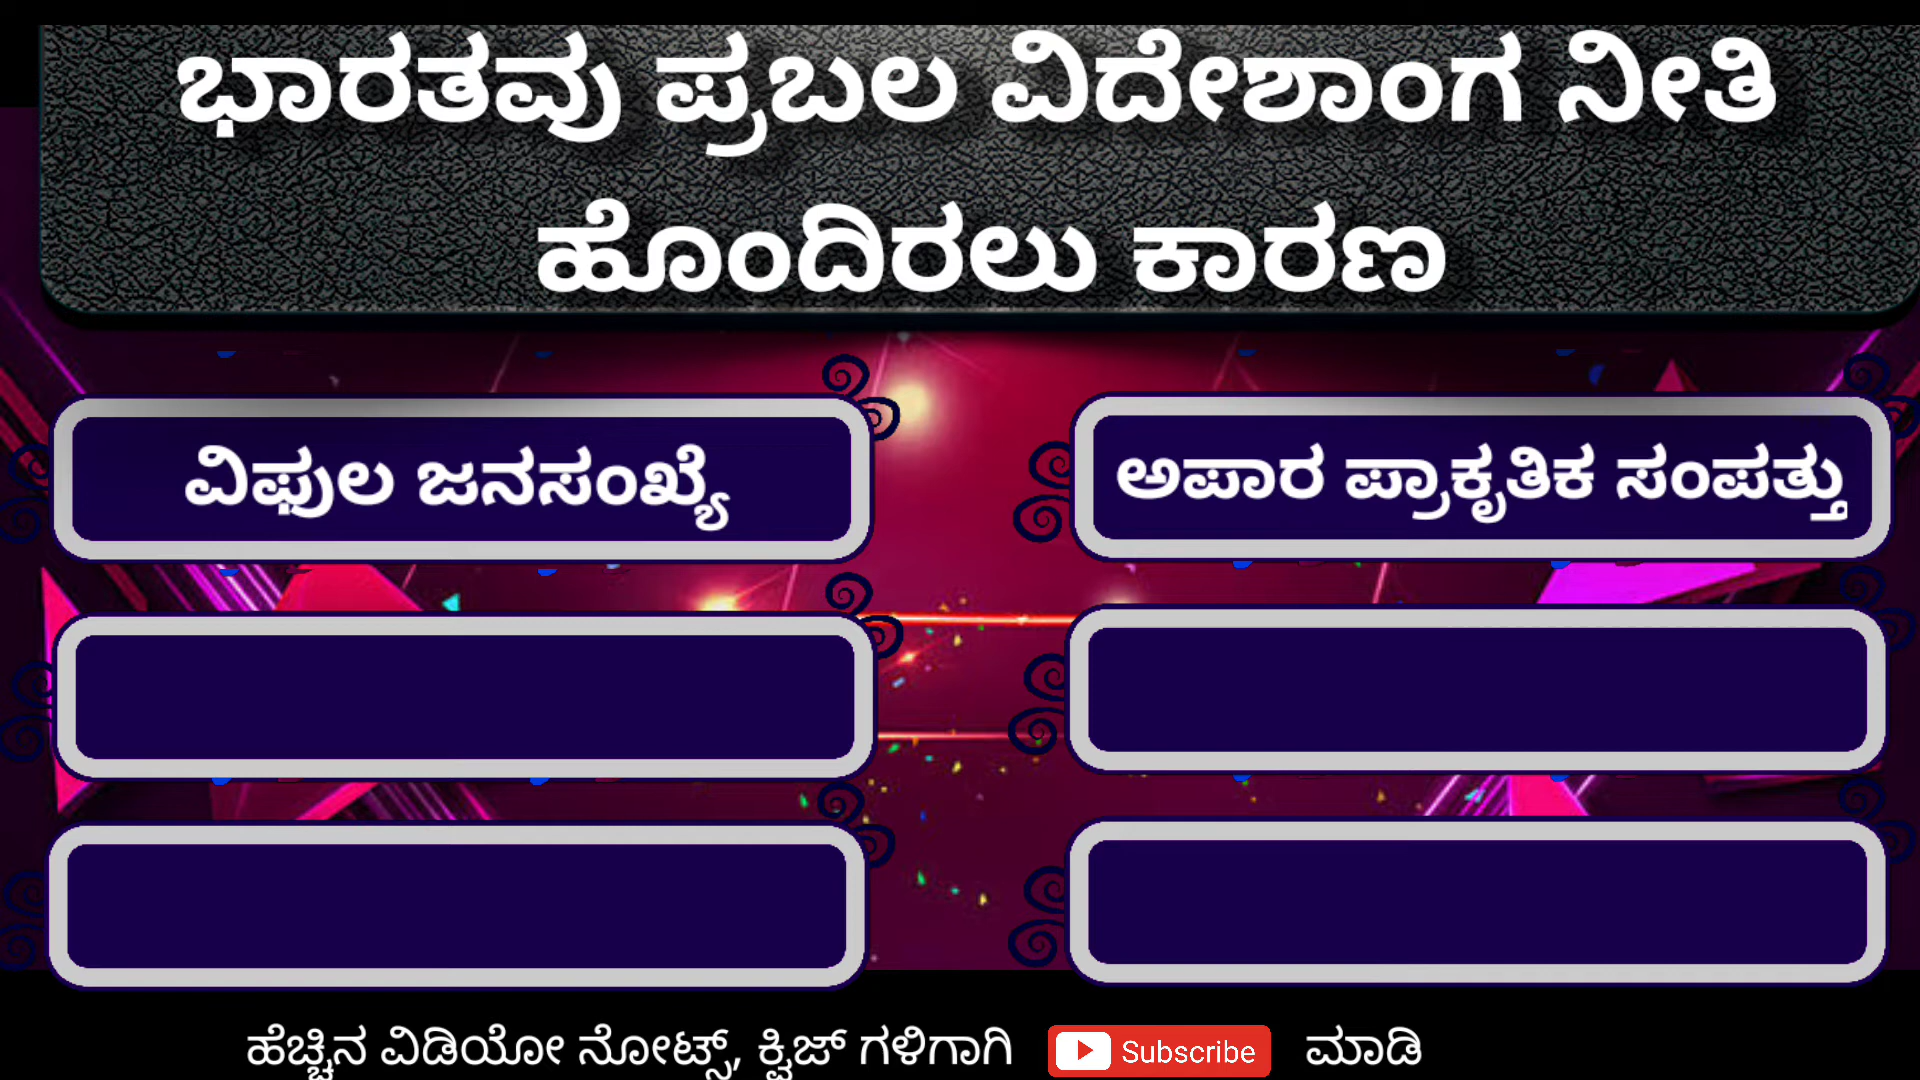 ಭಾರತವು ಪ್ರಬಲ ವಿದೇಶಾಂಗ ನೀತಿ
ಹೊಂದಿರಲು ಕಾರಣ
ವಿಫುಲ ಜನಸಂಖ್ಯೆ
ಅಪಾರ ಪ್ರಾಕೃತಿಕ ಸಂಪತ್ತು
ಹೆಚ್ಚಿನ ವಿಡಿಯೋ ನೋಟ್ಸ್, ಕ್ವಿಜ್ ಗಳಿಗಾಗಿ Subscribe ಮಾಡಿ